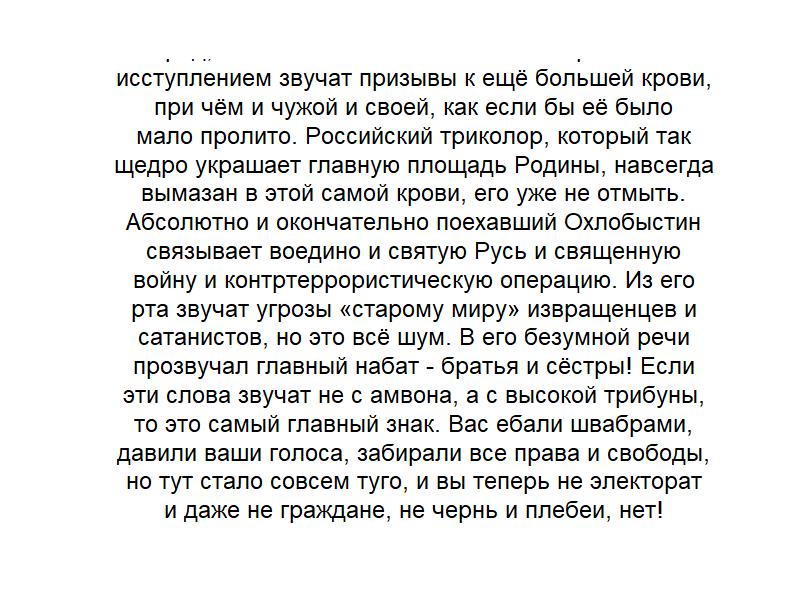 исступлением звучат призывы к ещё большей крови,
при чём и чужой и своей, как если бы её было
мало пролито. Российский триколор, который так
щедро украшает главную площадь Родины, навсегда
вымазан в этой самой крови, его уже не отмыть.
Абсолютно и окончательно поехавший Охлобыстин
связывает воедино и святую Русь и священную
войну и контртеррористическую операцию. Из его
рта звучат угрозы «старому миру» извращенцев и
сатанистов, но это всё шум. В его безумной речи
прозвучал главный набат - братья и сёстры! Если
эти слова звучат не с амвона, а с высокой трибуны,
то это самый главный знак. Вас ебали швабрами,
давили ваши голоса, забирали все права и свободы,
но тут стало совсем туго, и вы теперь не электорат
и даже не граждане, не чернь и плебеи, нет!